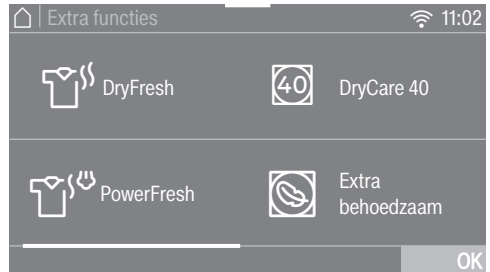 Extra functies
11:02
DryFresh
40
DryCare 40
PowerFresh
Extra
behoedzaam
OK